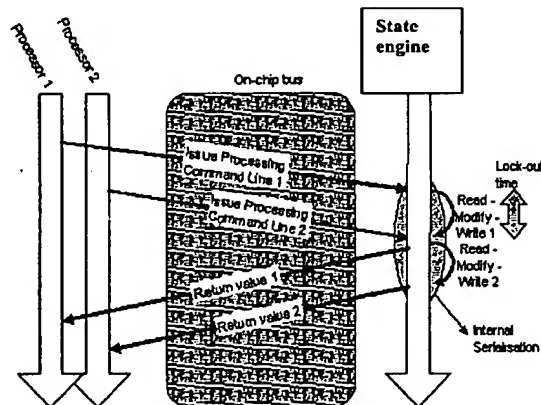 Processor 1
Processor 2
On-chip bus
State
engine
Issue Processing
Command Line 1
Issue Processing
Command Line 2
Return value 1
Return value 2
Lock-out
time
Read -
Modify -
Write 1
Read -
Modify -
Write 2
Internal
Serialisation